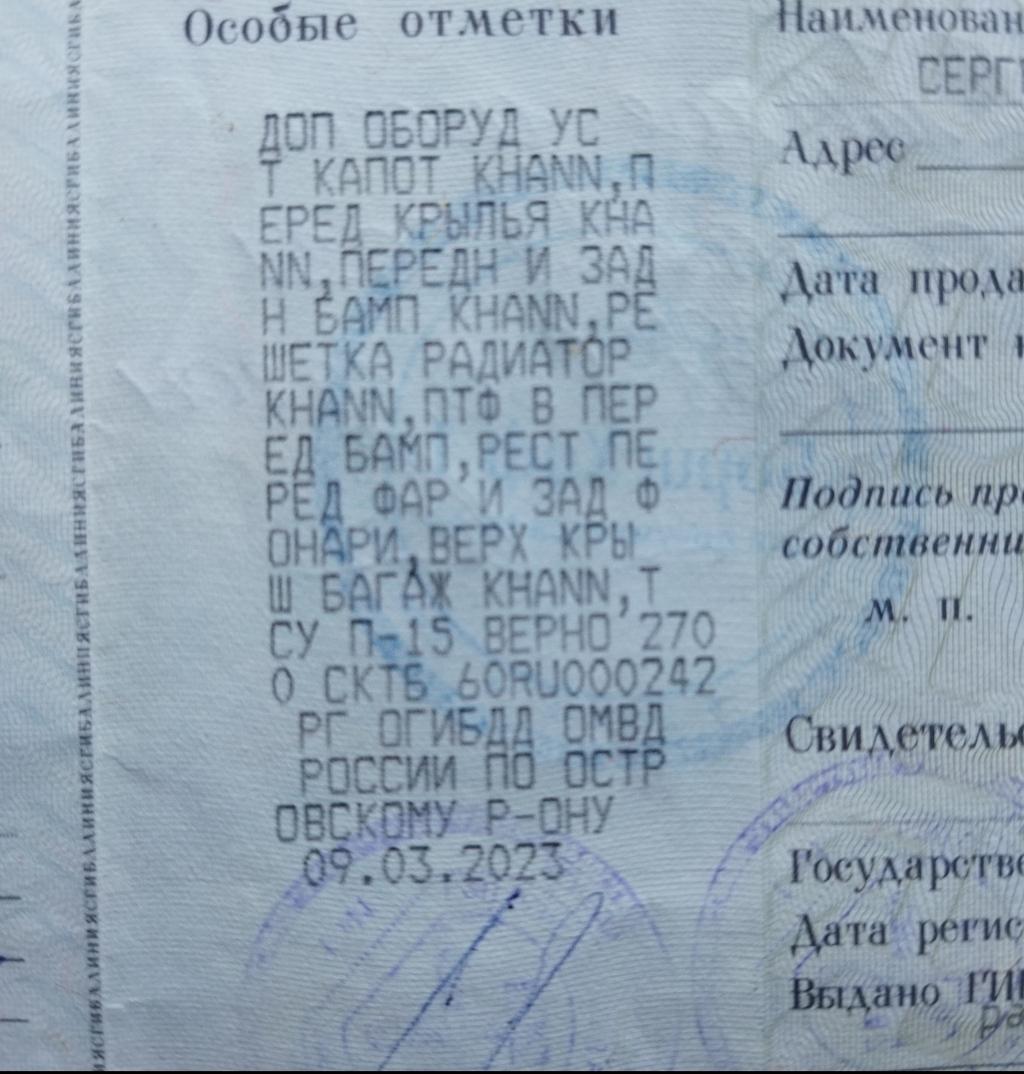 Особые отметки
ДОП ОБОРУД УС
Т КАПОТ KHANN,П
ЕРЕД КРЫЛЬЯ KHA
NN,ПЕРЕДН И ЗАД
Н БАМП KHANN,РЕ
ШЕТКА РАДИАТОР
KHANN,ПТФ В ПЕР
ЕД БАМП,РЕСТ ПЕ
РЕД ФАР И ЗАД Ф
ОНАРИ,ВЕРХ КРЫ
Ш БАГАЖ KHANN,Т
СУ П-15 ВЕРНО 270
0 СКТБ 60RU000242
РГ ОГИБДД ОМВД
РОССИИ ПО ОСТР
ОВСКОМУ Р-ОНУ
09.03.2023
Наименован
СЕРГ
Адрес
Дата прода
Документ
Подпись пр
собственни
м. п.
Свидетель
Государстве
Дата регис
Выдано ГИ